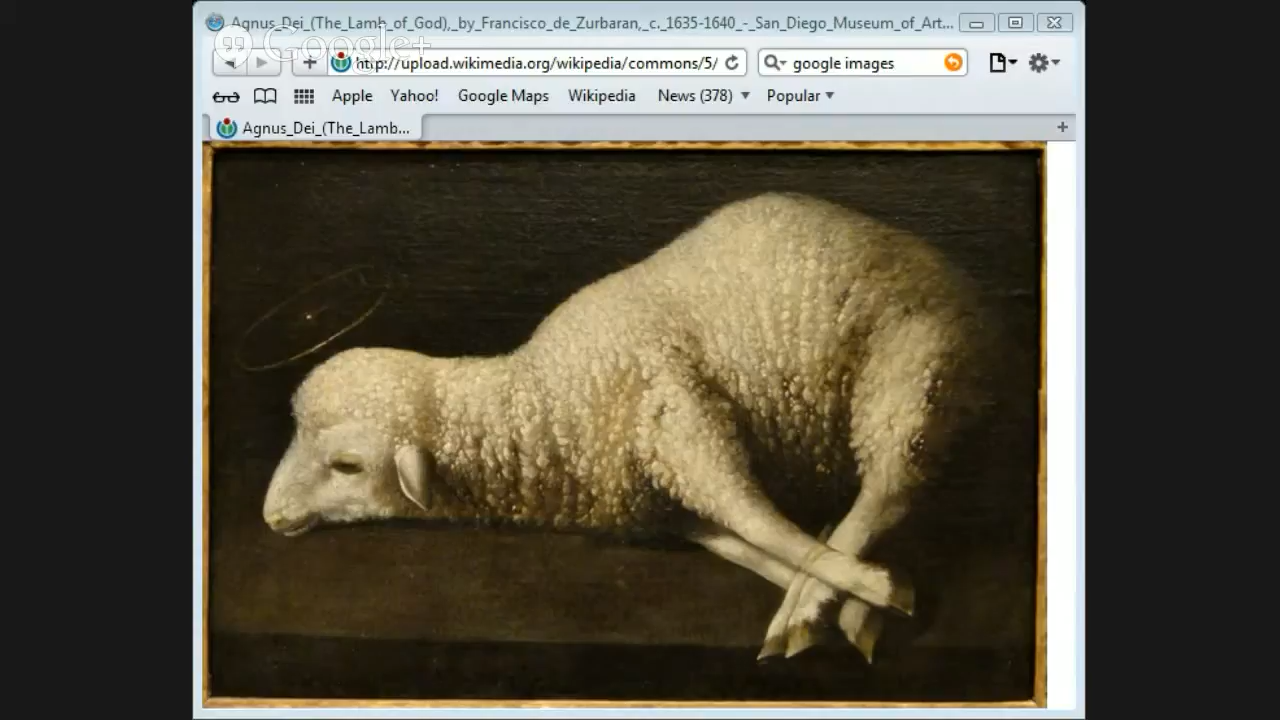 Agnus_Dei_(The_Lamb_of_God),_by_Francisco_de_Zurbaran,_c._1635-1640_-_San_Diego_Museum_of_Art...
Google+
http://upload.wikimedia.org/wikipedia/commons/5/
google images
Apple Yahoo! Google Maps Wikipedia News (378) Popular
Agnus_Dei_(The_Lamb...